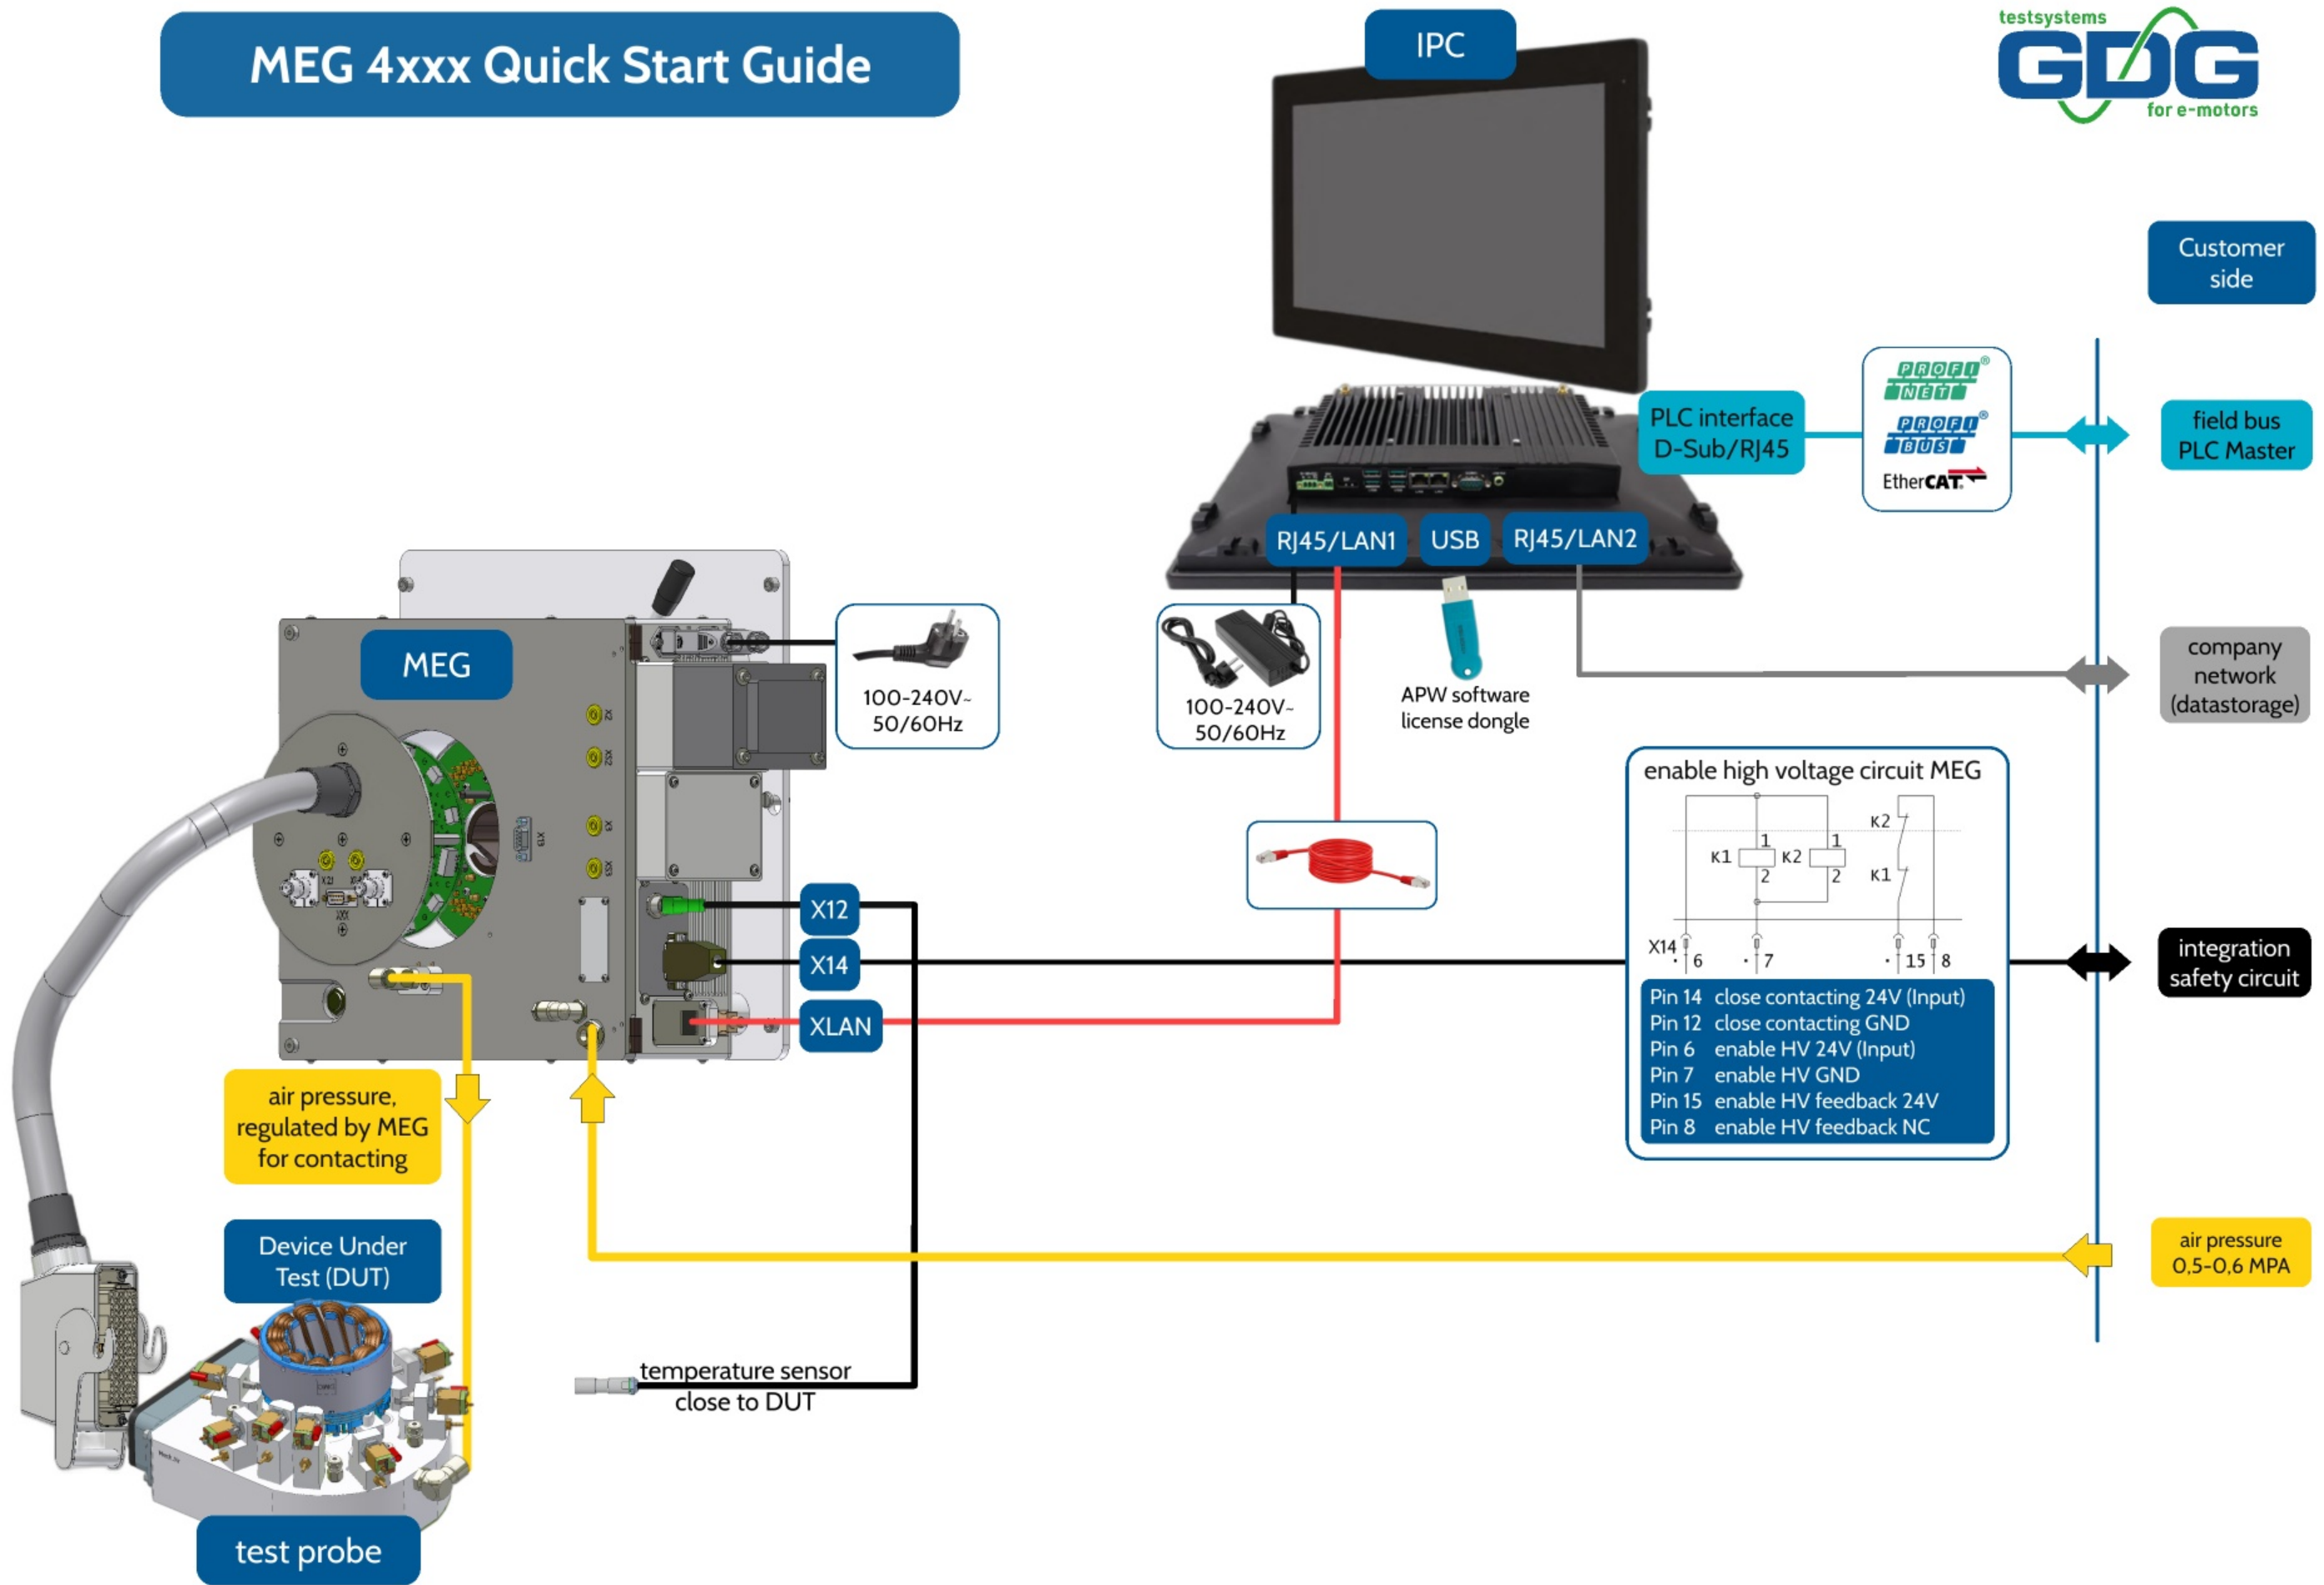 MEG 4xxx Quick Start Guide
IPC
testsystems
GDG
for e-motors
Customer
side
PLC interface
D-Sub/RJ45
PROFI
NET
PROFI
BUS
EtherCAT
field bus
PLC Master
RJ45/LAN1
USB
RJ45/LAN2
MEG
100-240V~
50/60Hz
100-240V~
50/60Hz
APW software
license dongle
company
network
(datastorage)
X2
XS2
X3
XS3
X13
enable high voltage circuit MEG
K2
1
1
K1
K2
2
2
K1
X14
6
7
15
8
X12
X14
XLAN
integration
safety circuit
Pin 14 close contacting 24V (Input)
Pin 12 close contacting GND
Pin 6 enable HV 24V (Input)
Pin 7 enable HV GND
Pin 15 enable HV feedback 24V
Pin 8 enable HV feedback NC
air pressure,
regulated by MEG
for contacting
Device Under
Test (DUT)
air pressure
0,5-0,6 MPA
temperature sensor
close to DUT
test probe